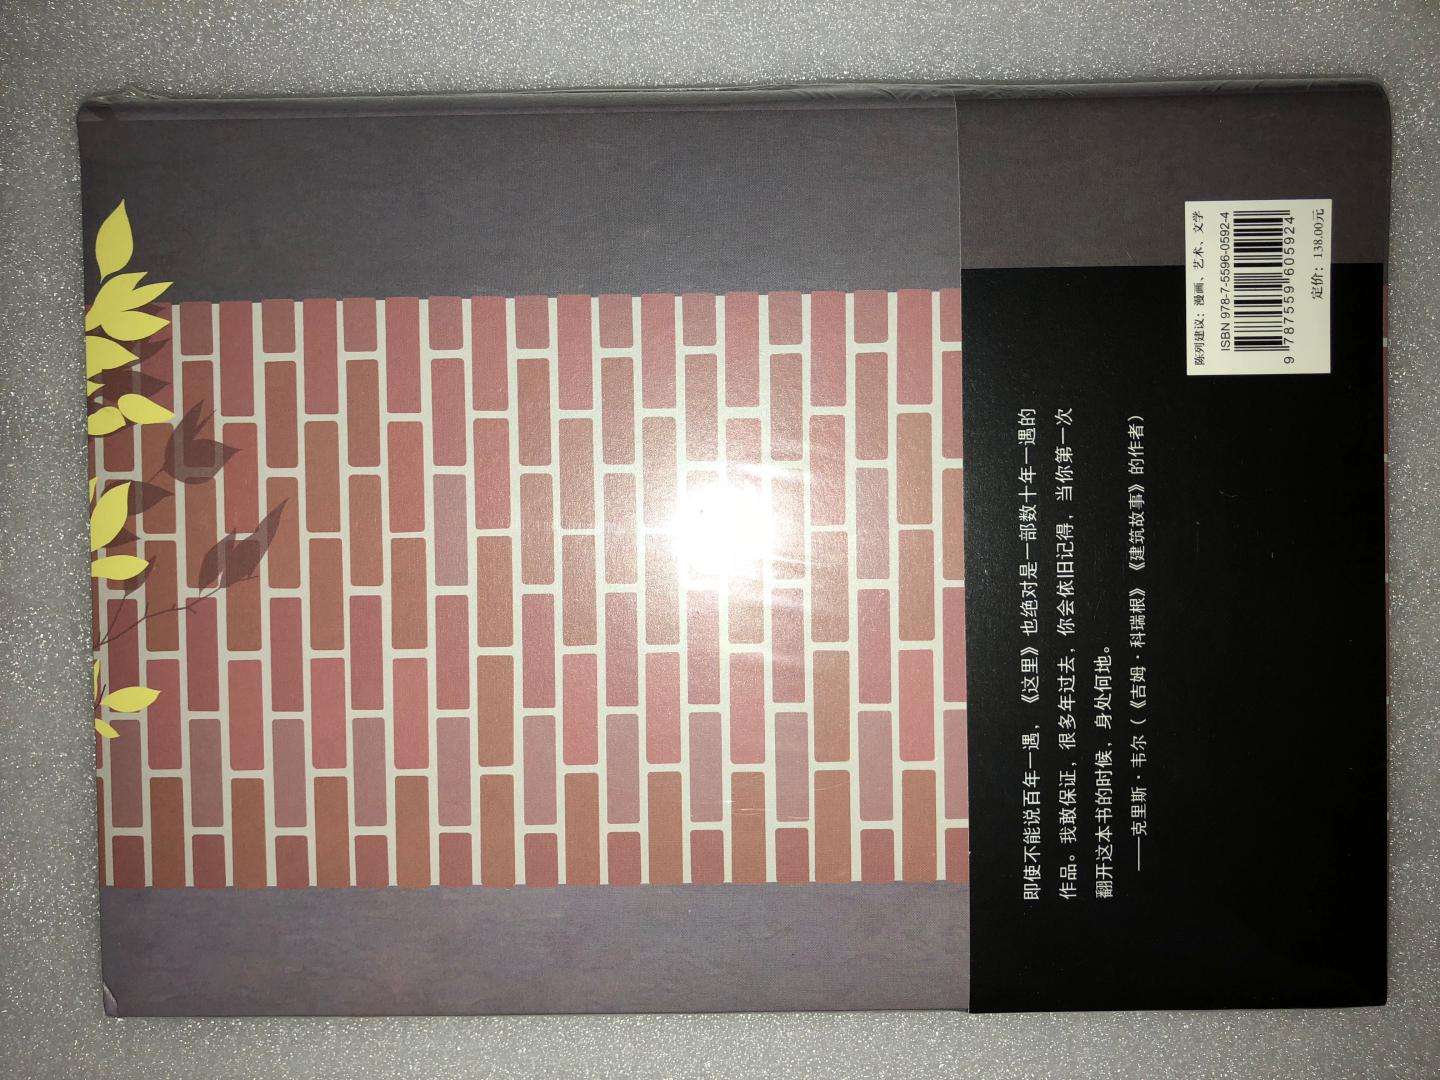 即使不能说百年一遇，《这里》也绝对是一部数十年一遇的
作品。我敢保证，很多年过去，你会依旧记得，当你第一次
翻开这本书的时候，身处何地。
——克里斯·韦尔（《吉姆·科瑞根》《建筑故事》的作者）
陈列建议：漫画、艺术、文学
ISBN 978-7-5596-0592-4
9 787559 605924
定价：138.00元